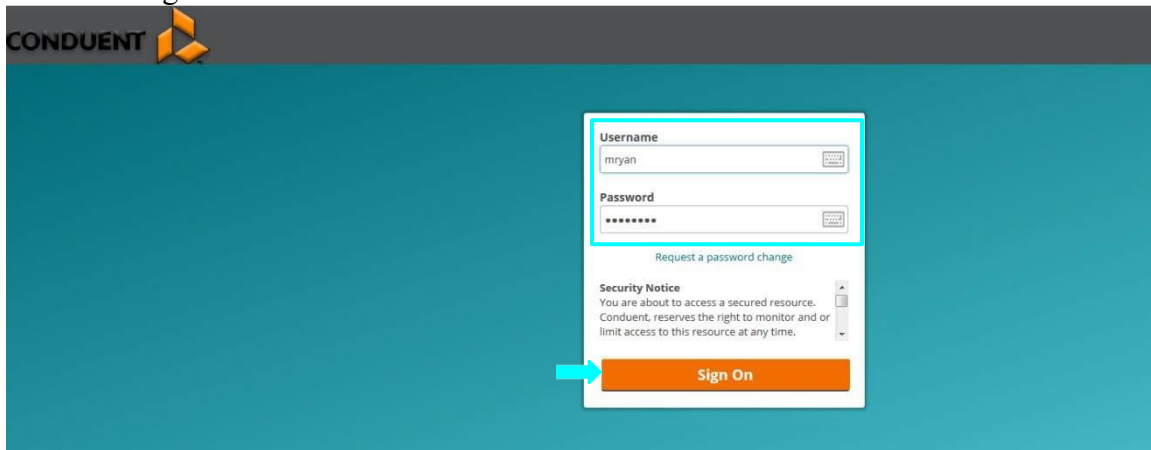 CONDUENT
Username
mryan
Password
••••••••
Request a password change
Security Notice
You are about to access a secured resource.
Conduent, reserves the right to monitor and or
limit access to this resource at any time.
Sign On